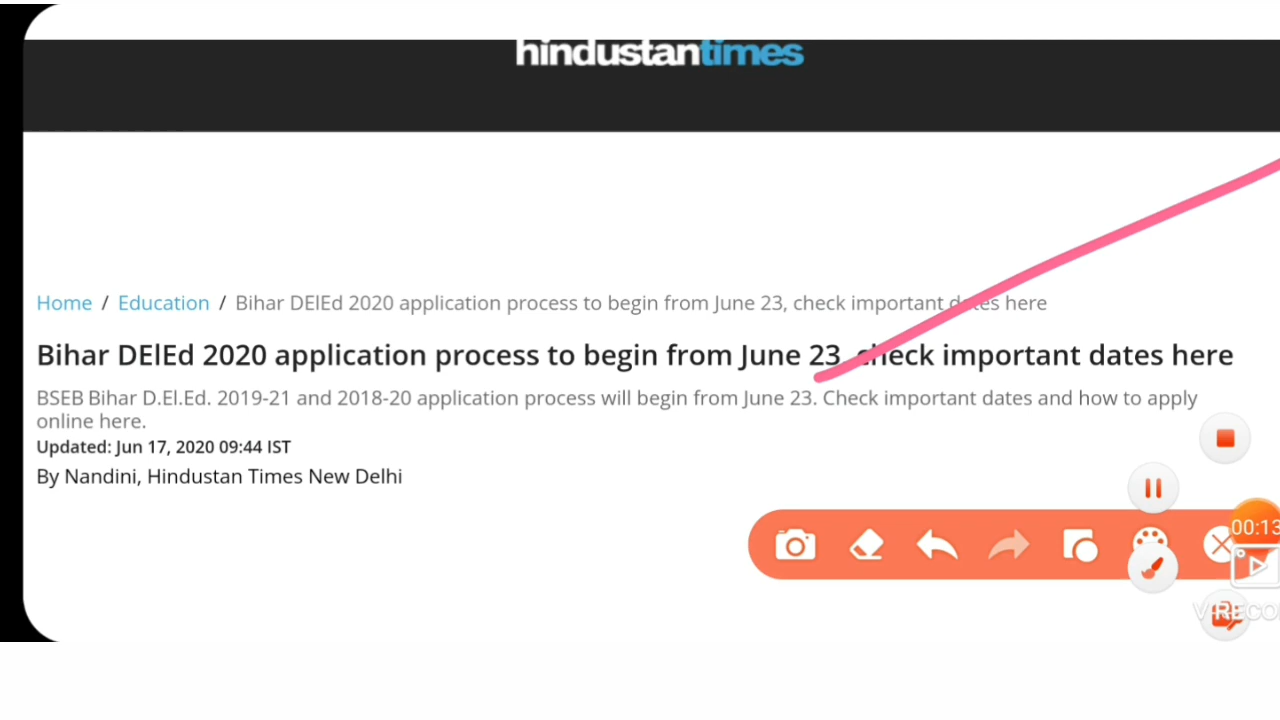 hindustantimes
Home / Education / Bihar DElEd 2020 application process to begin from June 23, check important dates here
Bihar DElEd 2020 application process to begin from June 23, check important dates here
BSEB Bihar D.El.Ed. 2019-21 and 2018-20 application process will begin from June 23. Check important dates and how to apply
online here.
Updated: Jun 17, 2020 09:44 IST
By Nandini, Hindustan Times New Delhi
00:13
V-RECO